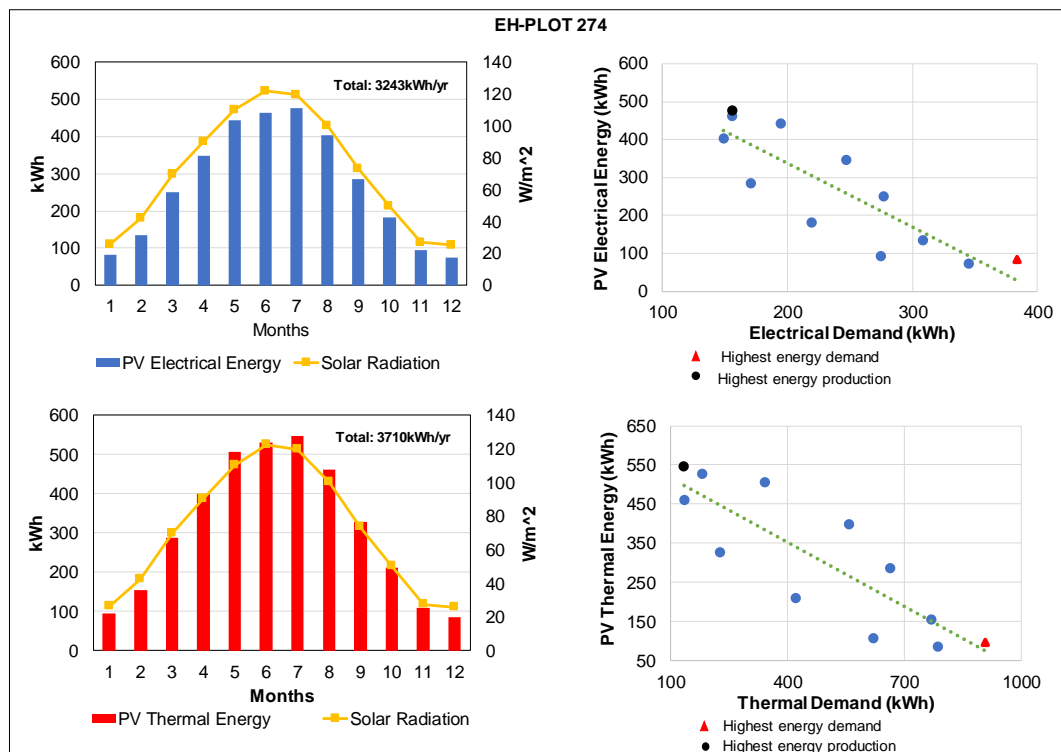 EH-PLOT 274
600
500
400
300
200
100
0
kWh
Total: 3243kWh/yr
140
120
100
80
60
40
20
0
W/m^2
1 2 3 4 5 6 7 8 9 10 11 12
Months
PV Electrical Energy Solar Radiation
PV Electrical Energy (kWh)
600
500
400
300
200
100
0
100 200 300 400
Electrical Demand (kWh)
Highest energy demand
Highest energy production
600
500
400
300
200
100
0
kWh
Total: 3710kWh/yr
140
120
100
80
60
40
20
0
W/m^2
1 2 3 4 5 6 7 8 9 10 11 12
Months
PV Thermal Energy Solar Radiation
PV Thermal Energy (kWh)
650
550
450
350
250
150
50
100 400 700 1000
Thermal Demand (kWh)
Highest energy demand
Highest energy production